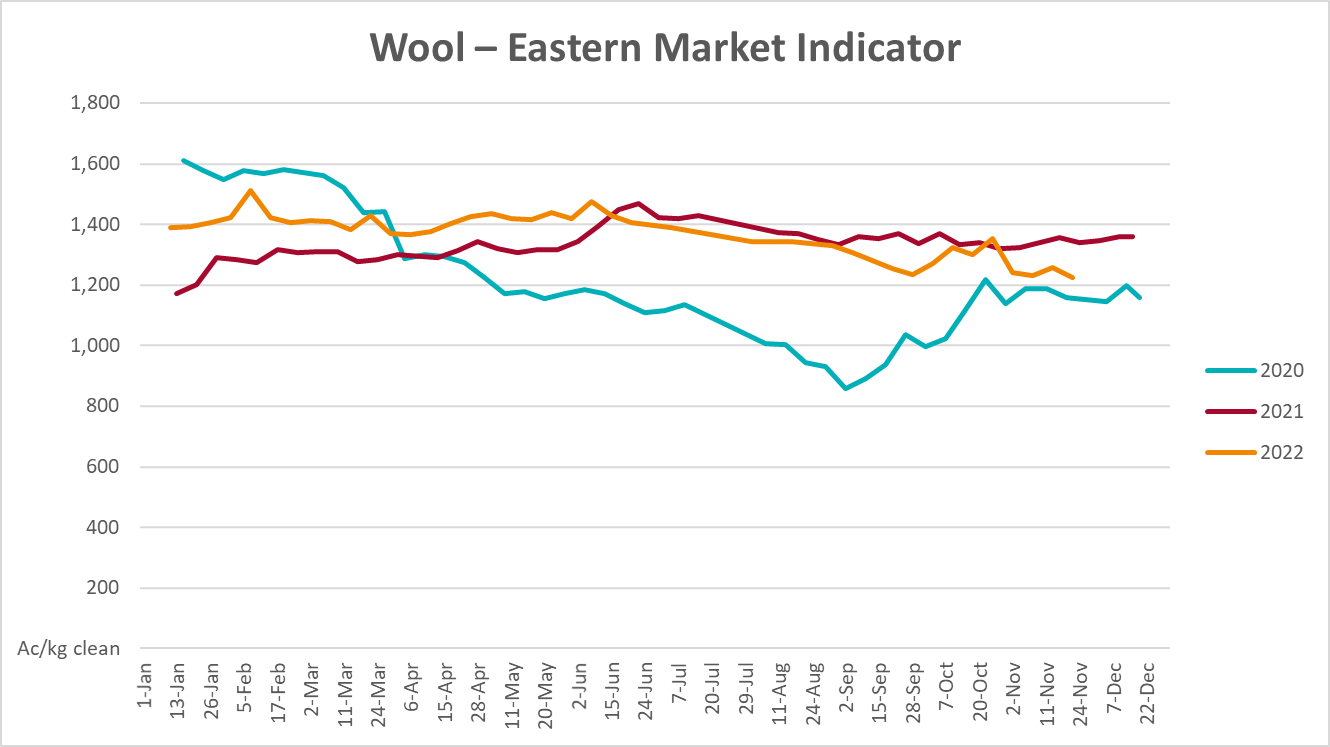 Wool – Eastern Market Indicator
1,800
1,600
1,400
1,200
1,000
800
600
400
200
Ac/kg clean
1-Jan
13-Jan
26-Jan
5-Feb
17-Feb
2-Mar
11-Mar
24-Mar
6-Apr
14-Apr
28-Apr
11-May
20-May
2-Jun
15-Jun
24-Jun
7-Jul
20-Jul
29-Jul
11-Aug
24-Aug
2-Sep
15-Sep
28-Sep
7-Oct
20-Oct
2-Nov
11-Nov
24-Nov
7-Dec
22-Dec
2020
2021
2022